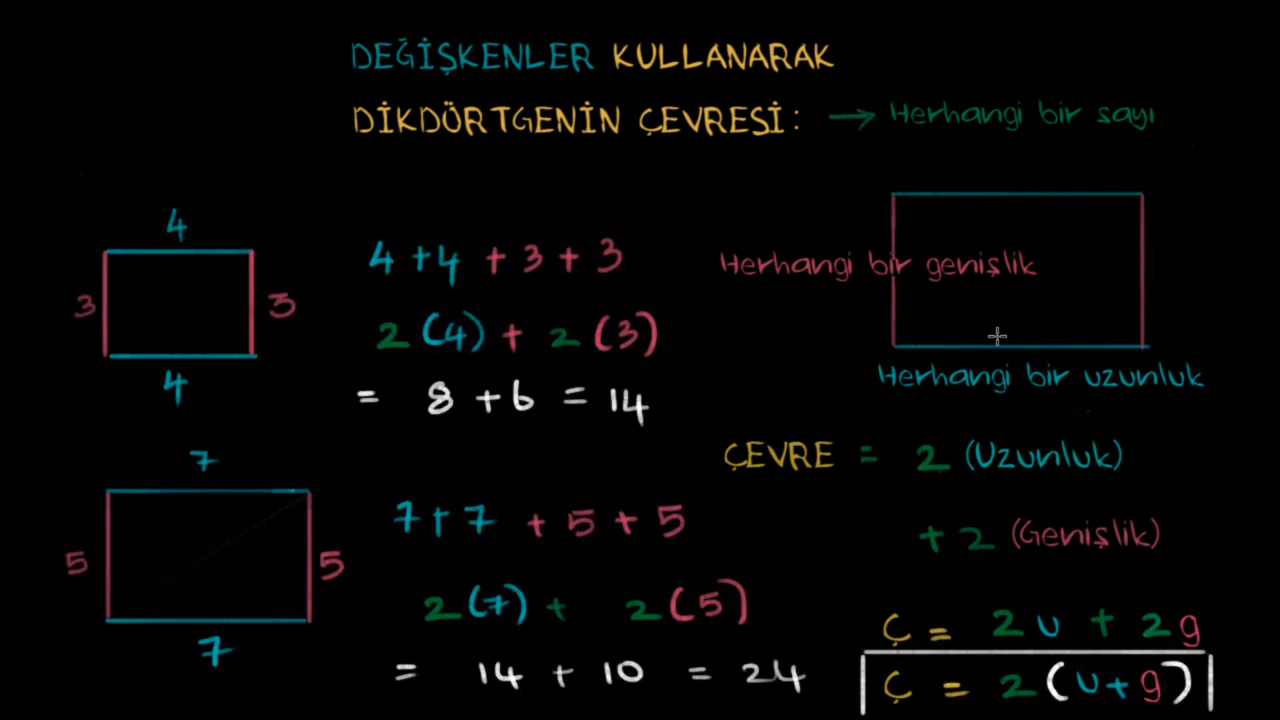 DEĞİŞKENLER KULLANARAK
DİKDÖRTGENİN ÇEVRESİ: → Herhangi bir sayı
4
3 3
4
4 + 4 + 3 + 3
2 (4) + 2 (3)
= 8 + 6 = 14
Herhangi bir genişlik
Herhangi bir uzunluk
7
5 5
7
7 + 7 + 5 + 5
2 (7) + 2 (5)
= 14 + 10 = 24
ÇEVRE = 2 (Uzunluk)
+ 2 (Genişlik)
Ç = 2u + 2g
Ç = 2 (u + g)